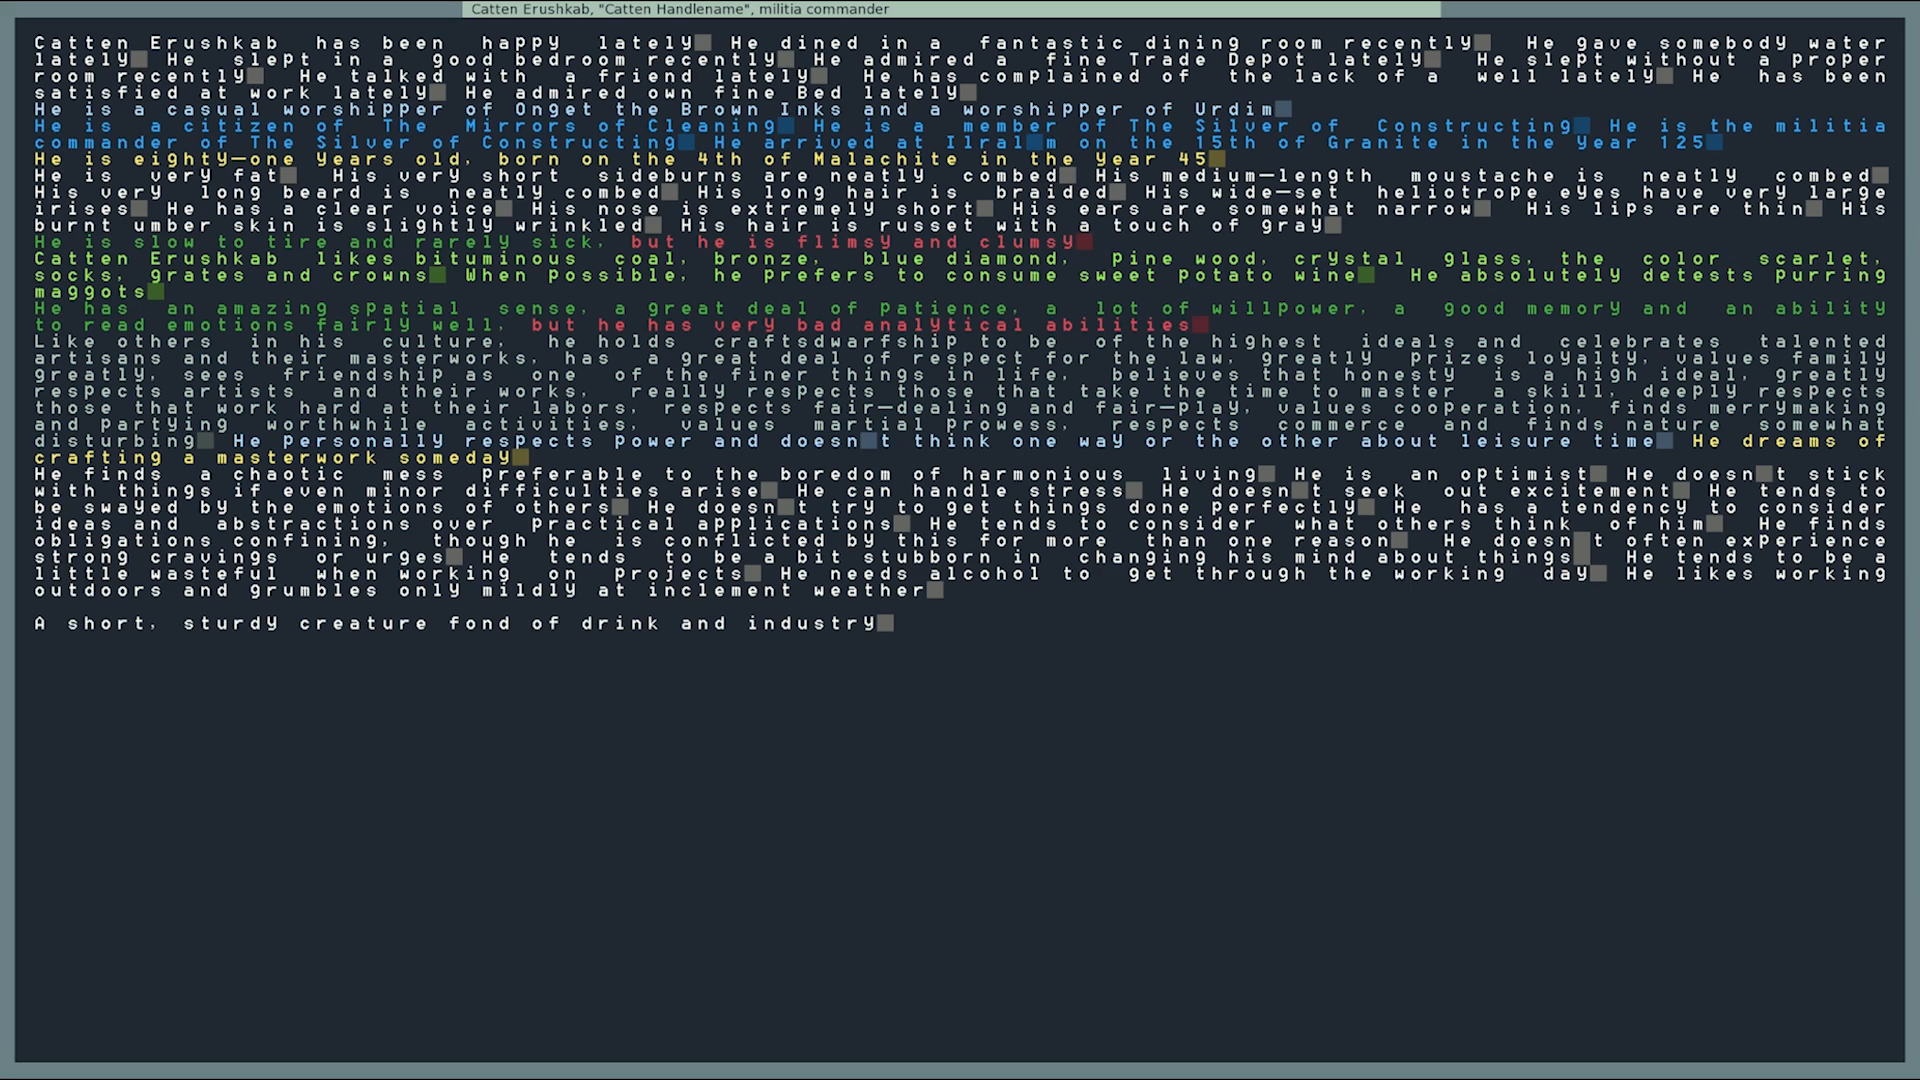 Catten Erushkab, "Catten Handlename", militia commander
Catten Erushkab has been happy lately. He dined in a fantastic dining room recently. He gave somebody water
lately. He slept in a good bedroom recently. He admired a fine Trade Depot lately. He slept without a proper
room recently. He talked with a friend lately. He has complained of the lack of a well lately. He has been
satisfied at work lately. He admired own fine Bed lately.
He is a casual worshipper of Onget the Brown Inks and a worshipper of Urdim.
He is a citizen of The Mirrors of Cleaning. He is a member of The Silver of Constructing. He is the militia
commander of The Silver of Constructing. He arrived at Ilral m on the 15th of Granite in the year 125.
He is eighty-one years old, born on the 4th of Malachite in the year 45.
He is very fat. His very short sideburns are neatly combed. His medium-length moustache is neatly combed.
His very long beard is neatly combed. His long hair is braided. His wide-set heliotrope eyes have very large
irises. He has a clear voice. His nose is extremely short. His ears are somewhat narrow. His lips are thin. His
burnt umber skin is slightly wrinkled. His hair is russet with a touch of gray.
He is slow to tire and rarely sick, but he is flimsy and clumsy.
Catten Erushkab likes bituminous coal, bronze, blue diamond, pine wood, crystal glass, the color scarlet,
socks, grates and crowns. When possible, he prefers to consume sweet potato wine. He absolutely detests purring
maggots.
He has an amazing spatial sense, a great deal of patience, a lot of willpower, a good memory and an ability
to read emotions fairly well, but he has very bad analytical abilities.
Like others in his culture, he holds craftsdwarfship to be of the highest ideals and celebrates talented
artisans and their masterworks, has a great deal of respect for the law, greatly prizes loyalty, values family
greatly, sees friendship as one of the finer things in life, believes that honesty is a high ideal, greatly
respects artists and their works, really respects those that take the time to master a skill, deeply respects
those that work hard at their labors, respects fair-dealing and fair-play, values cooperation, finds merrymaking
and partying worthwhile activities, values martial prowess, respects commerce and finds nature somewhat
disturbing. He personally respects power and doesn't think one way or the other about leisure time. He dreams of
crafting a masterwork someday.
He finds a chaotic mess preferable to the boredom of harmonious living. He is an optimist. He doesn't stick
with things if even minor difficulties arise. He can handle stress. He doesn't seek out excitement. He tends to
be swayed by the emotions of others. He doesn't try to get things done perfectly. He has a tendency to consider
ideas and abstractions over practical applications. He tends to consider what others think of him. He finds
obligations confining, though he is conflicted by this for more than one reason. He doesn't often experience
strong cravings or urges. He tends to be a bit stubborn in changing his mind about things. He tends to be a
little wasteful when working on projects. He needs alcohol to get through the working day. He likes working
outdoors and grumbles only mildly at inclement weather.
A short, sturdy creature fond of drink and industry.